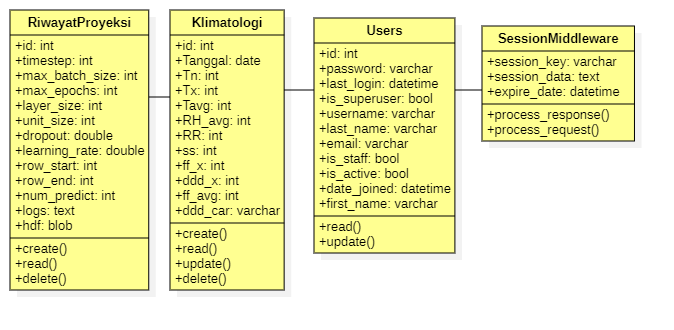 RiwayatProyeksi
+id: int
+timestep: int
+max_batch_size: int
+max_epochs: int
+layer_size: int
+unit_size: int
+dropout: double
+learning_rate: double
+row_start: int
+row_end: int
+num_predict: int
+logs: text
+hdf: blob
+create()
+read()
+delete()
Klimatologi
+id: int
+Tanggal: date
+Tn: int
+Tx: int
+Tavg: int
+RH_avg: int
+RR: int
+ss: int
+ff_x: int
+ddd_x: int
+ff_avg: int
+ddd_car: varchar
+create()
+read()
+update()
+delete()
Users
+id: int
+password: varchar
+last_login: datetime
+is_superuser: bool
+username: varchar
+last_name: varchar
+email: varchar
+is_staff: bool
+is_active: bool
+date_joined: datetime
+first_name: varchar
+read()
+update()
SessionMiddleware
+session_key: varchar
+session_data: text
+expire_date: datetime
+process_response()
+process_request()